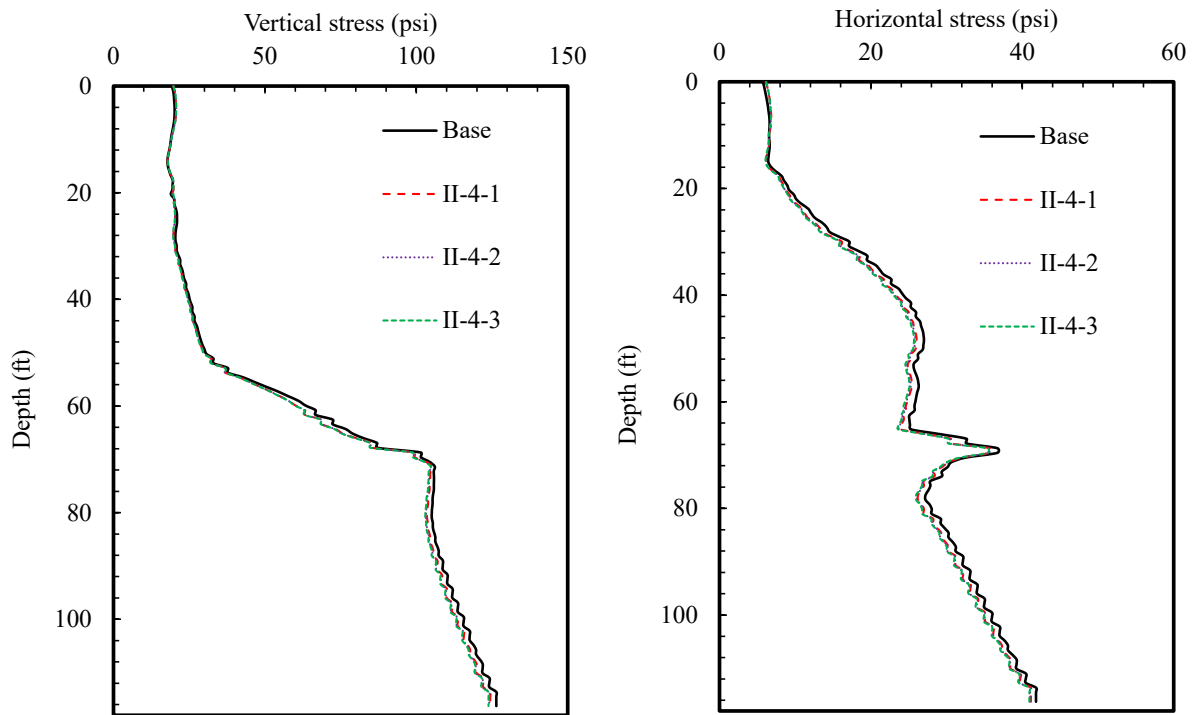 Vertical stress (psi)
0 50 100 150
0
20
40
60
80
100
Depth (ft)
Base
II-4-1
II-4-2
II-4-3
Horizontal stress (psi)
0 20 40 60
0
20
40
60
80
100
Depth (ft)
Base
II-4-1
II-4-2
II-4-3